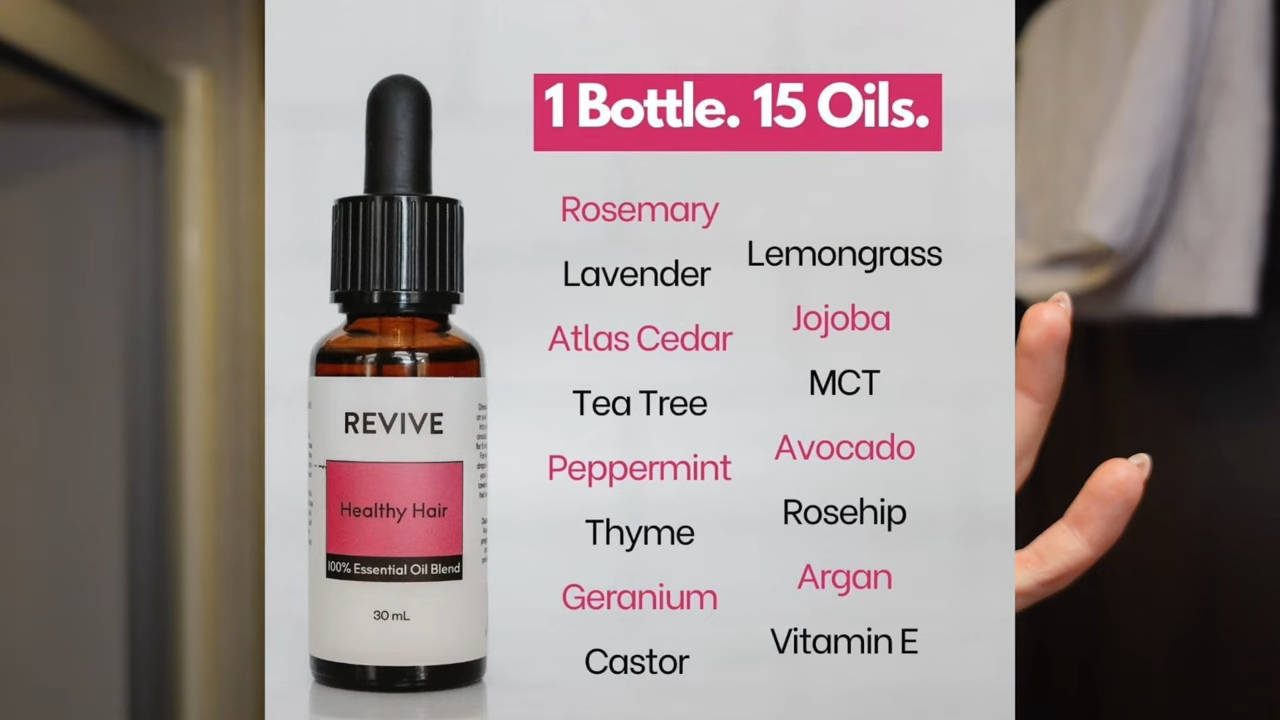 1 Bottle. 15 Oils.
Rosemary
Lavender
Atlas Cedar
Tea Tree
Peppermint
Thyme
Geranium
Castor
Lemongrass
Jojoba
MCT
Avocado
Rosehip
Argan
Vitamin E
REVIVE
Healthy Hair
100% Essential Oil Blend
30 mL